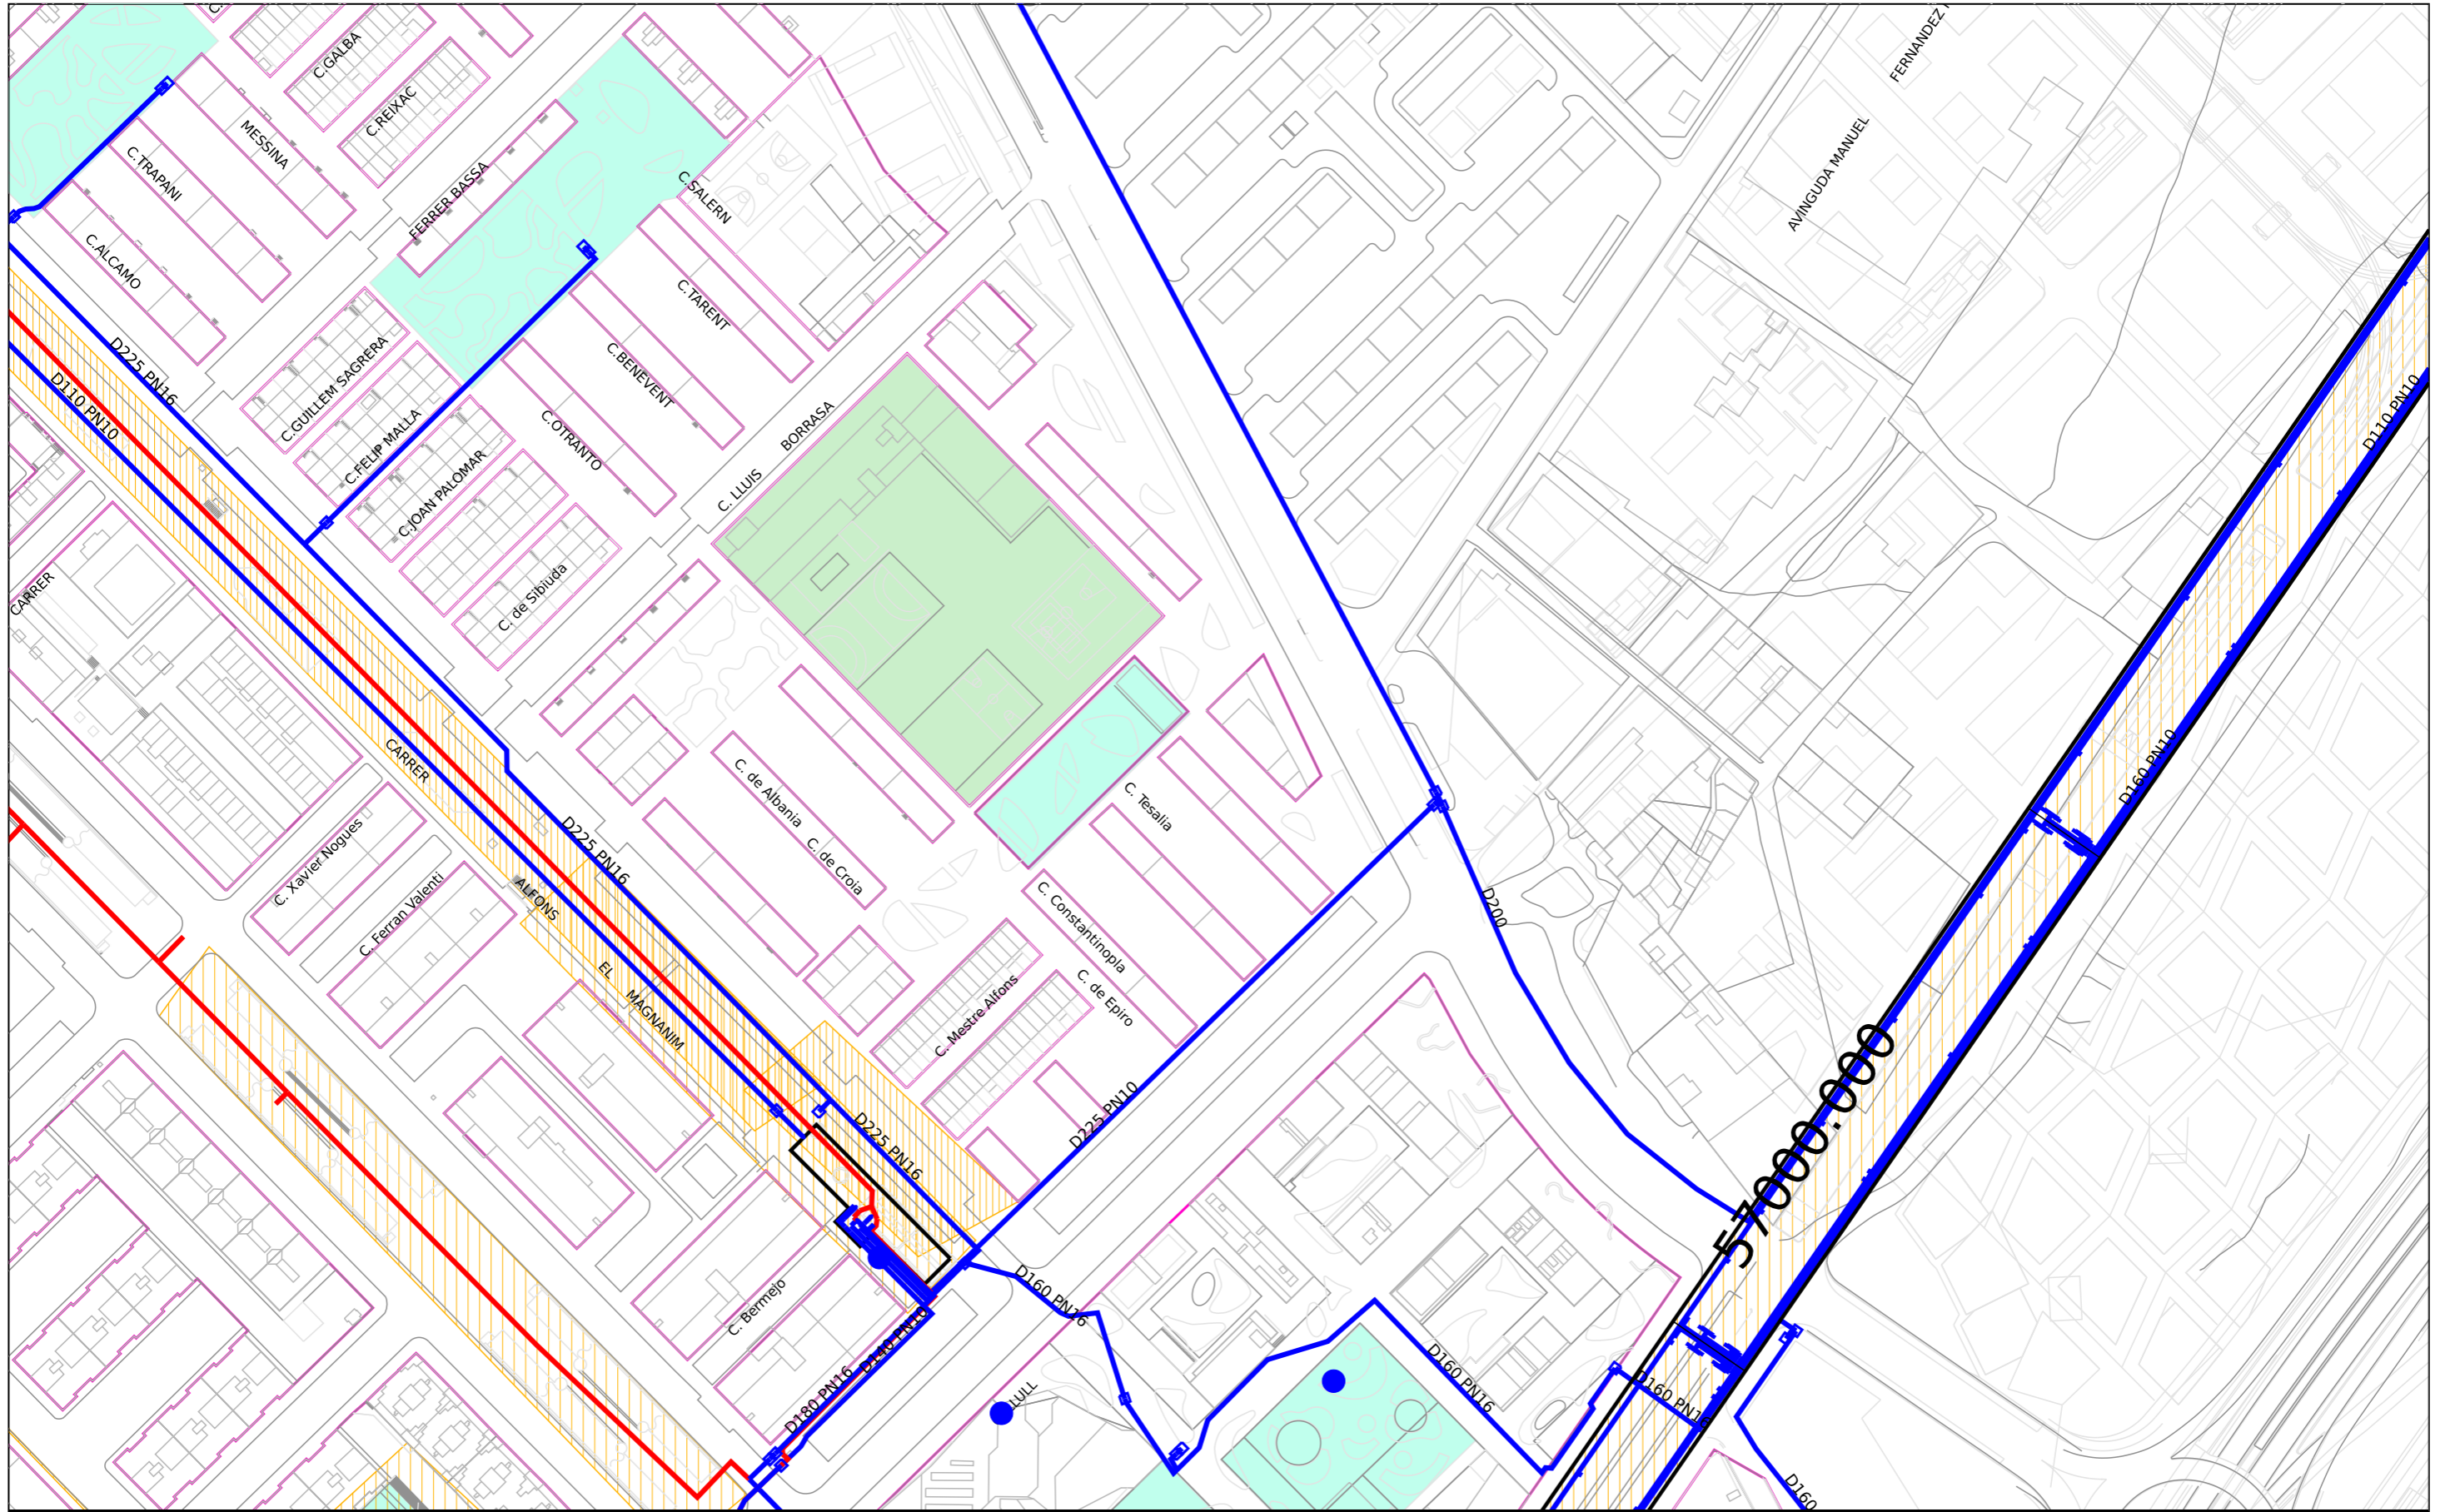 C.GALBA
C.REIXAC
MESSINA
C.TRAPANI
C.ALCAMO
FERRER BASSA
C.SALERN
C.TARENT
C.BENEVENT
C.OTRANTO
C.GUILLEM SAGRERA
C.FELIP MALLA
C.JOAN PALOMAR
C. de Sibiuda
C. LLUIS
BORRASA
AVINGUDA MANUEL
FERNANDEZ
D225 PN16
D110 PN10
D110 PN10
D160 PN10
CARRER
CARRER
ALFONS
EL
MAGNANIM
C. Xavier Nogues
C. Ferran Valenti
D225 PN16
C. de Albania
C. de Croia
C. Tesalia
C. Constantinopla
C. de Epiro
C. Mestre Alfons
D200
D225 PN10
D225 PN16
57000.000
C. Bermejo
D160 PN16
D140 PN10
D180 PN16
LULL
D160 PN16
D160 PN16
D160